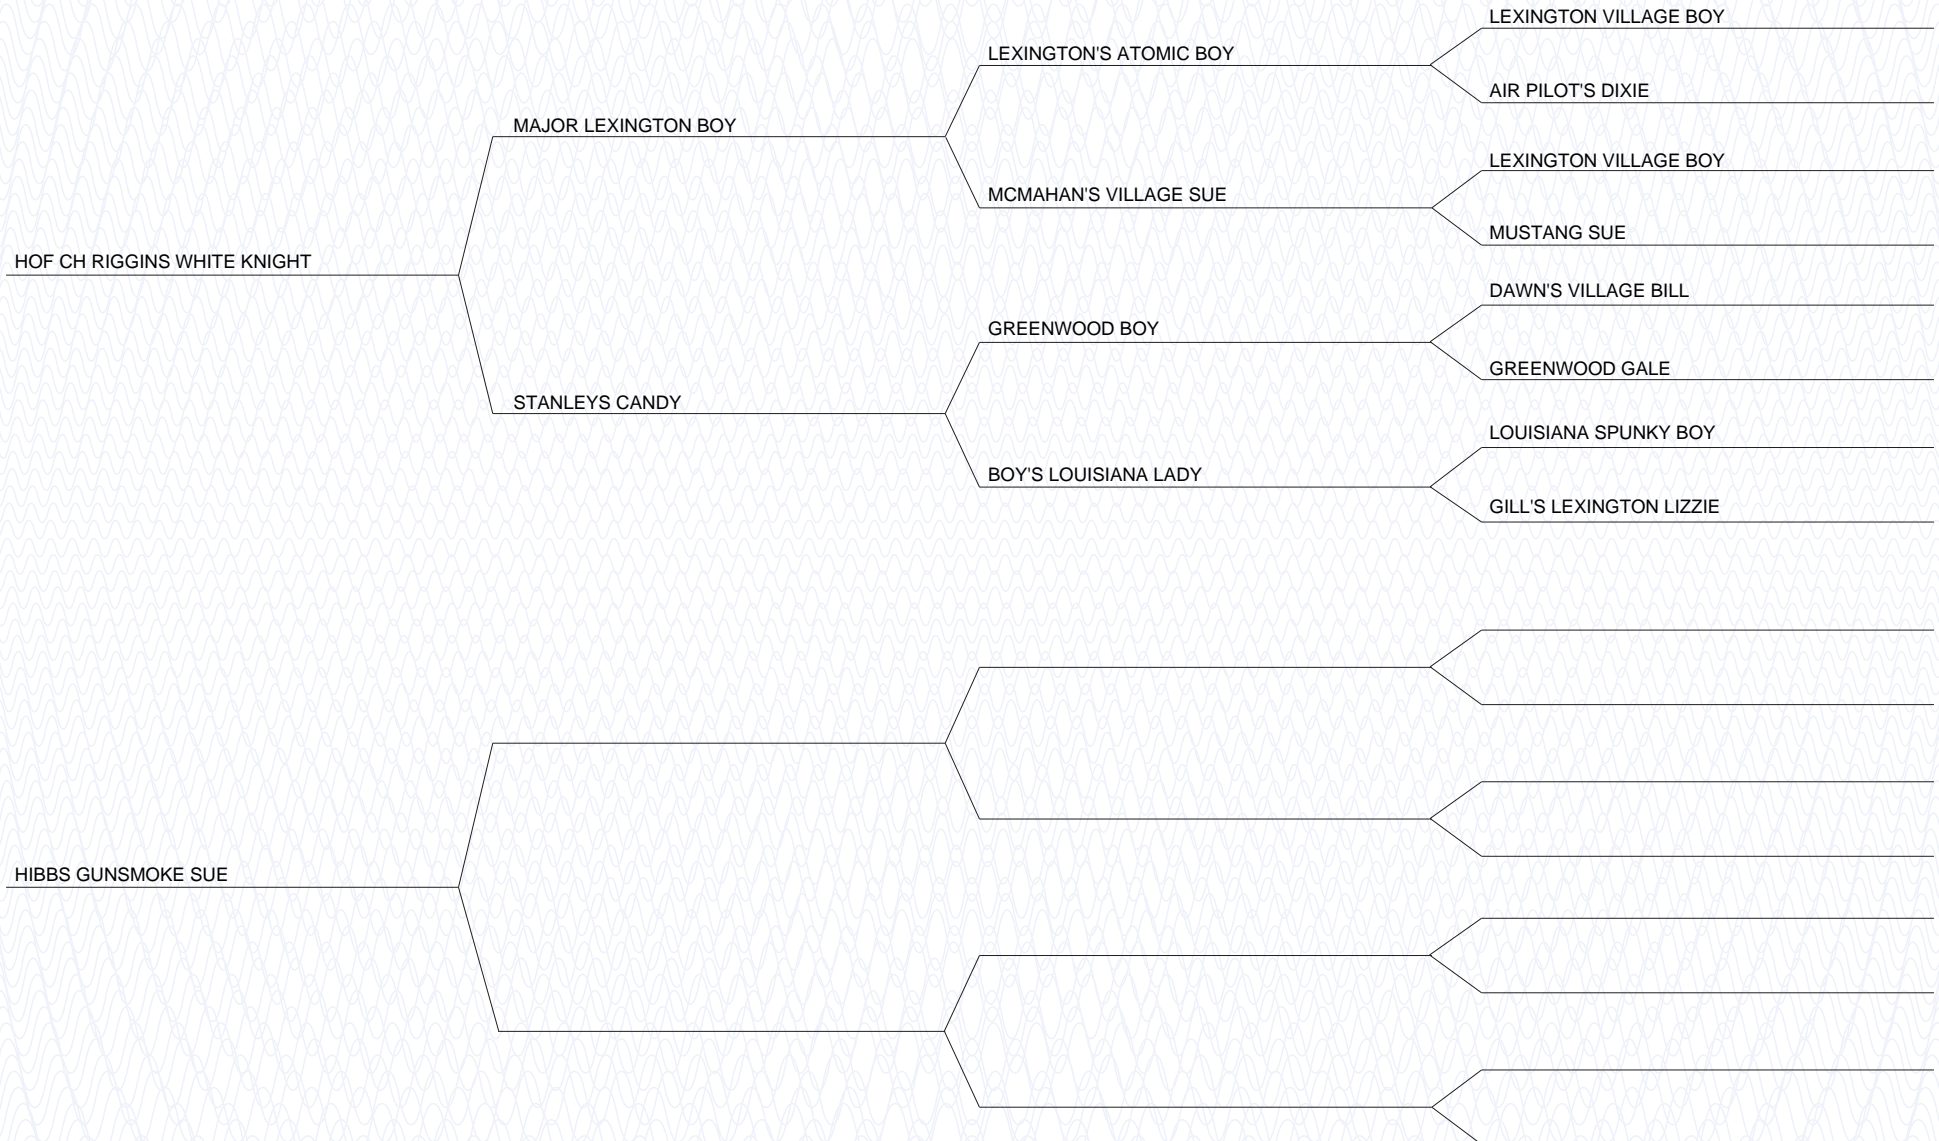 LEXINGTON VILLAGE BOY
LEXINGTON'S ATOMIC BOY
AIR PILOT'S DIXIE
MAJOR LEXINGTON BOY
LEXINGTON VILLAGE BOY
MCMAHAN'S VILLAGE SUE
MUSTANG SUE
HOF CH RIGGINS WHITE KNIGHT
DAWN'S VILLAGE BILL
GREENWOOD BOY
GREENWOOD GALE
STANLEYS CANDY
LOUISIANA SPUNKY BOY
BOY'S LOUISIANA LADY
GILL'S LEXINGTON LIZZIE
HIBBS GUNSMOKE SUE